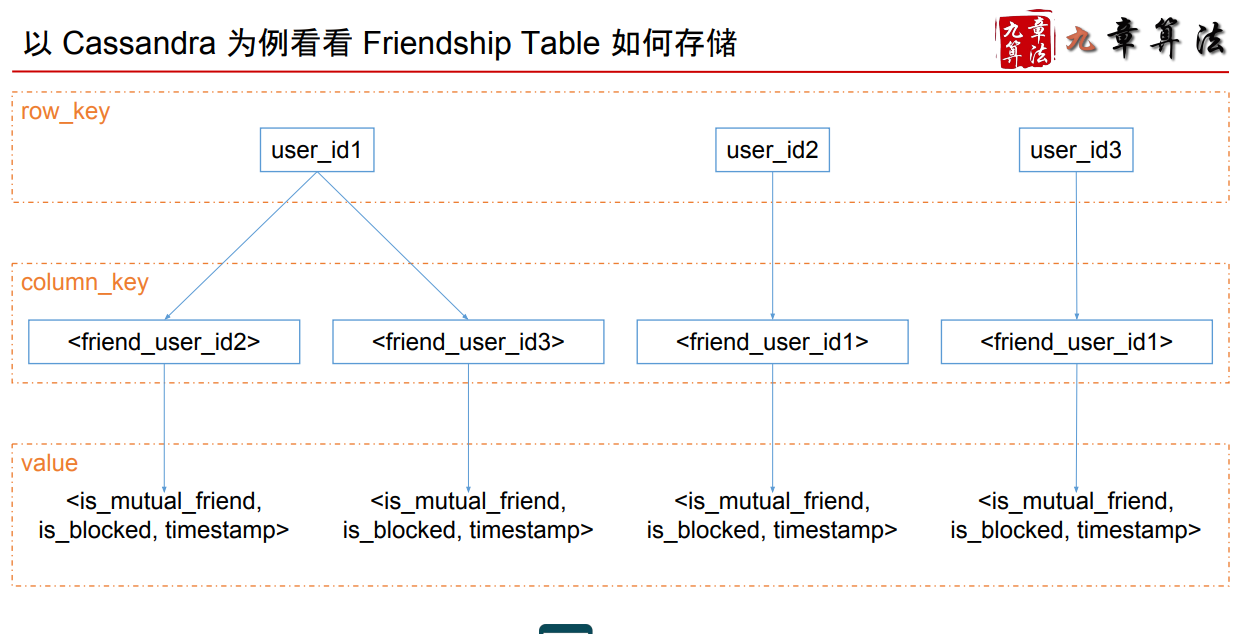 以 Cassandra 为例看看 Friendship Table 如何存储
九章算法
九章算法
row_key
user_id1
user_id2
user_id3
column_key
<friend_user_id2>
<friend_user_id3>
<friend_user_id1>
<friend_user_id1>
value
<is_mutual_friend,
is_blocked, timestamp>
<is_mutual_friend,
is_blocked, timestamp>
<is_mutual_friend,
is_blocked, timestamp>
<is_mutual_friend,
is_blocked, timestamp>